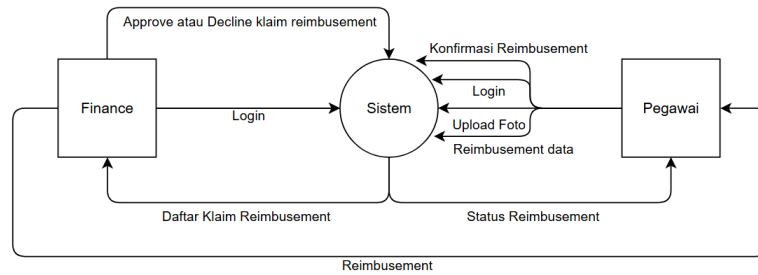 Approve atau Decline klaim reimbusement
Konfirmasi Reimbusement
Finance
Login
Sistem
Login
Upload Foto
Reimbusement data
Pegawai
Daftar Klaim Reimbusement
Status Reimbusement
Reimbusement